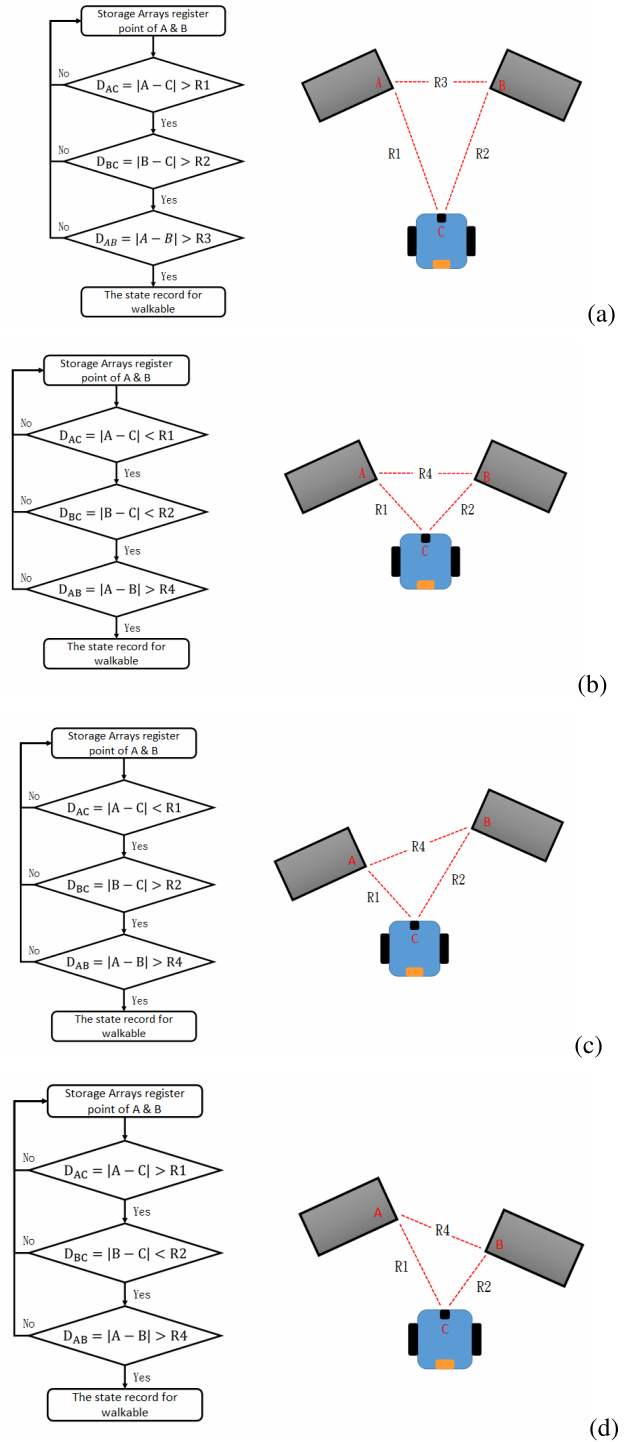 Storage Arrays register
point of A & B
No
D_AC = |A − C| > R1
Yes
No
D_BC = |B − C| > R2
Yes
No
D_AB = |A − B| > R3
Yes
The state record for
walkable
A
R3
B
R1
R2
C
(a)
Storage Arrays register
point of A & B
No
D_AC = |A − C| < R1
Yes
No
D_BC = |B − C| < R2
Yes
No
D_AB = |A − B| > R4
Yes
The state record for
walkable
A
R4
B
R1
R2
C
(b)
Storage Arrays register
point of A & B
No
D_AC = |A − C| < R1
Yes
No
D_BC = |B − C| > R2
Yes
No
D_AB = |A − B| > R4
Yes
The state record for
walkable
B
R4
A
R2
R1
C
(c)
Storage Arrays register
point of A & B
No
D_AC = |A − C| > R1
Yes
No
D_BC = |B − C| < R2
Yes
No
D_AB = |A − B| > R4
Yes
The state record for
walkable
A
R4
B
R1
R2
C
(d)